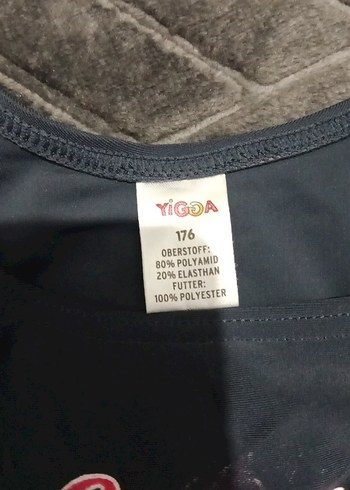 YiGGA
176
OBERSTOFF:
80% POLYAMID
20% ELASTHAN
FUTTER:
100% POLYESTER